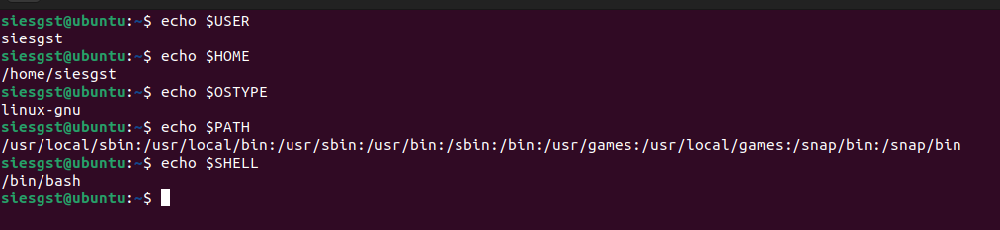 siesgst@ubuntu:~$ echo $USER
siesgst
siesgst@ubuntu:~$ echo $HOME
/home/siesgst
siesgst@ubuntu:~$ echo $OSTYPE
linux-gnu
siesgst@ubuntu:~$ echo $PATH
/usr/local/sbin:/usr/local/bin:/usr/sbin:/usr/bin:/sbin:/bin:/usr/games:/usr/local/games:/snap/bin:/snap/bin
siesgst@ubuntu:~$ echo $SHELL
/bin/bash
siesgst@ubuntu:~$